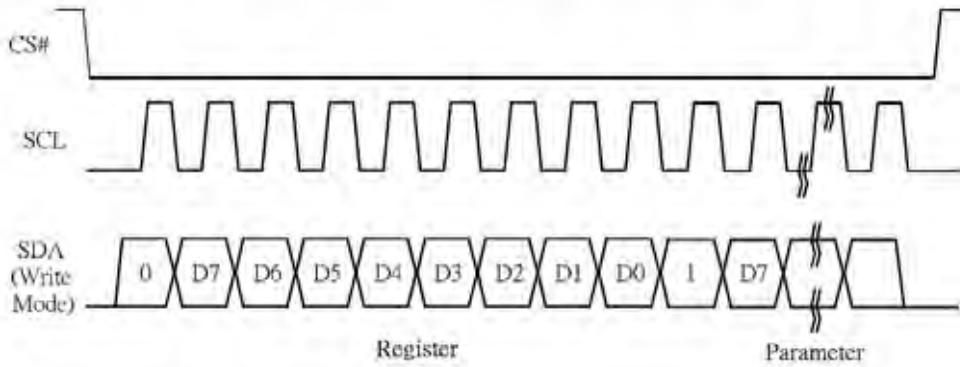 CS#
SCL
SDA
(Write
Mode)
0 D7 D6 D5 D4 D3 D2 D1 D0 1 D7
Register Parameter